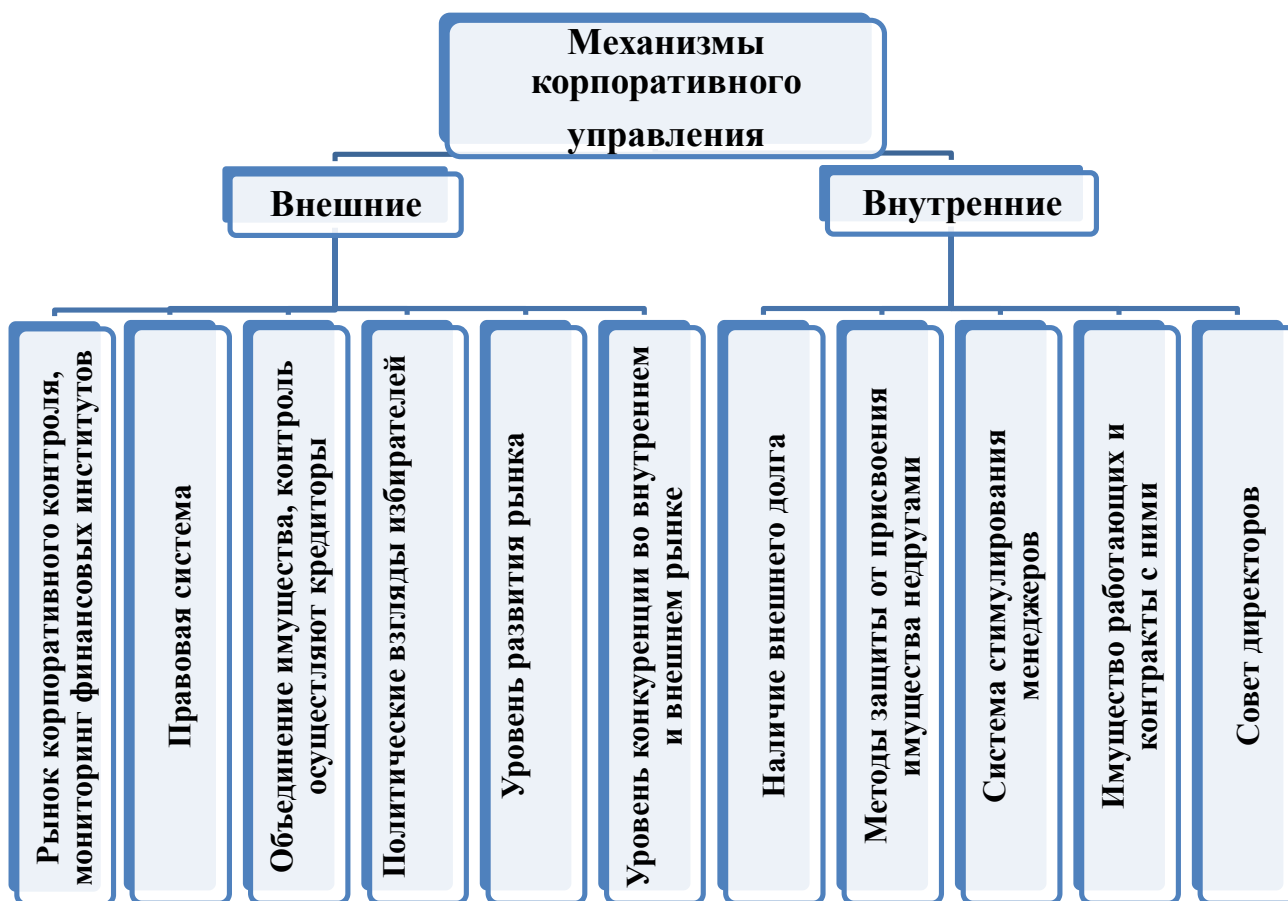 Механизмы
корпоративного
управления
Внешние
Внутренние
Рынок корпоративного контроля,
мониторинг финансовых институтов
Правовая система
Объединение имущества, контроль
осущестляют кредиторы
Политические взгляды избирателей
Уровень развития рынка
Уровень конкуренции во внутреннем
и внешнем рынке
Наличие внешнего долга
Методы защиты от присвоения
имущества недругами
Система стимулирования
менеджеров
Имущество работающих и
контракты с ними
Совет директоров